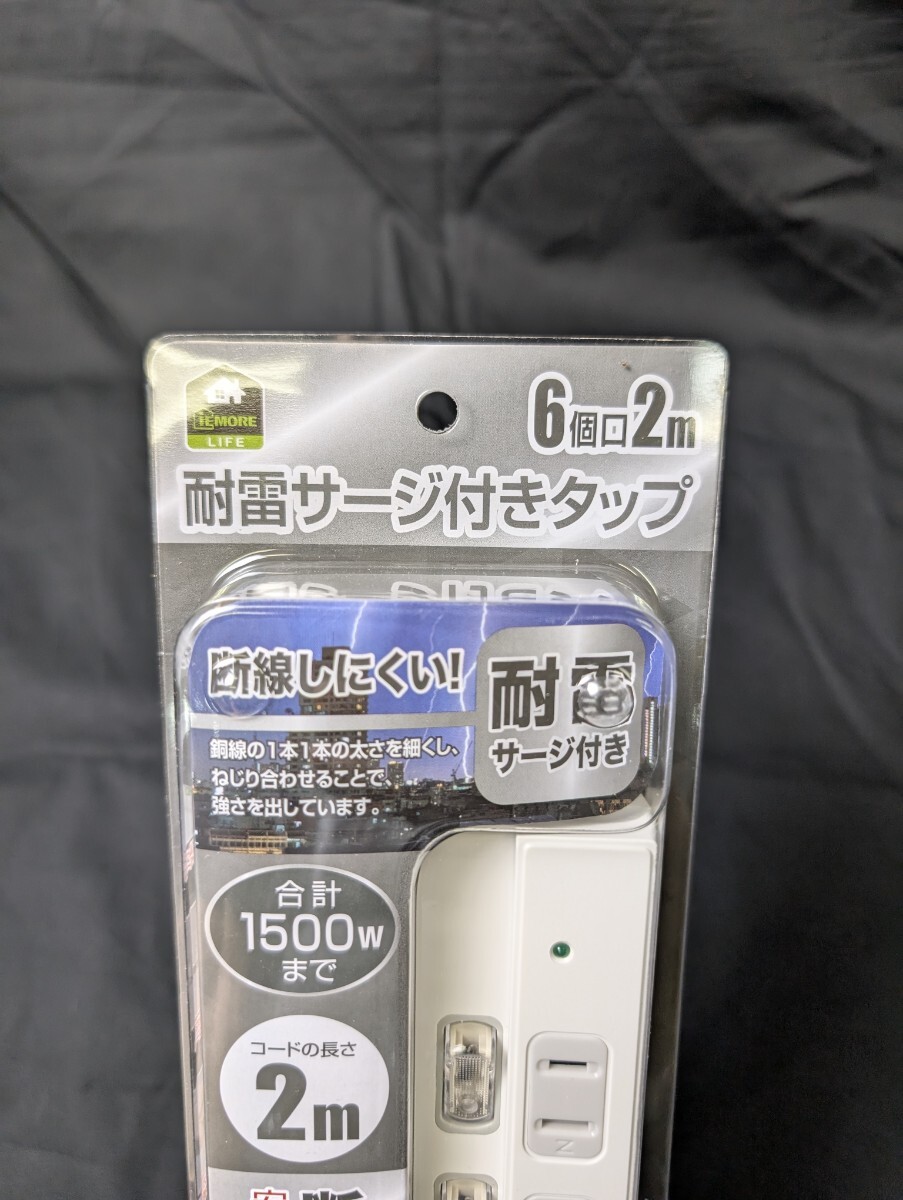 IEMORE
LIFE
6個口2m
耐雷サージ付きタップ
断線しにくい!
耐雷
サージ付き
銅線の1本1本の太さを細くし、
ねじり合わせることで、
強さを出しています。
合計
1500W
まで
コードの長さ
2m
N